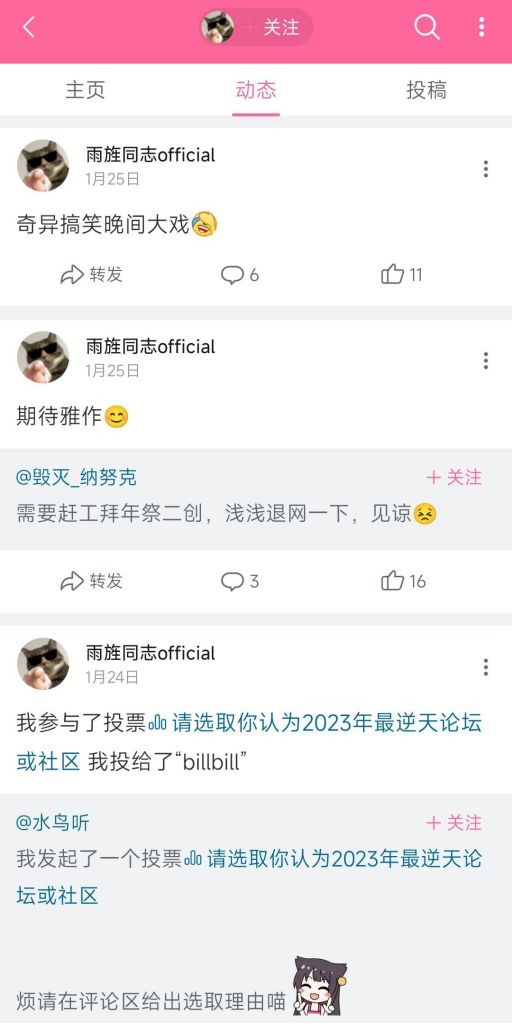 关注
主页
动态
投稿
雨旌同志official
1月25日
奇异搞笑晚间大戏
转发
6
11
雨旌同志official
1月25日
期待雅作
@毁灭_纳努克
关注
需要赶工拜年祭二创，浅浅退网一下，见谅
转发
3
16
雨旌同志official
1月24日
我参与了投票请选取你认为2023年最逆天论坛
或社区 我投给了“billbill”
@水鸟听
关注
我发起了一个投票请选取你认为2023年最逆天论
坛或社区
烦请在评论区给出选取理由喵